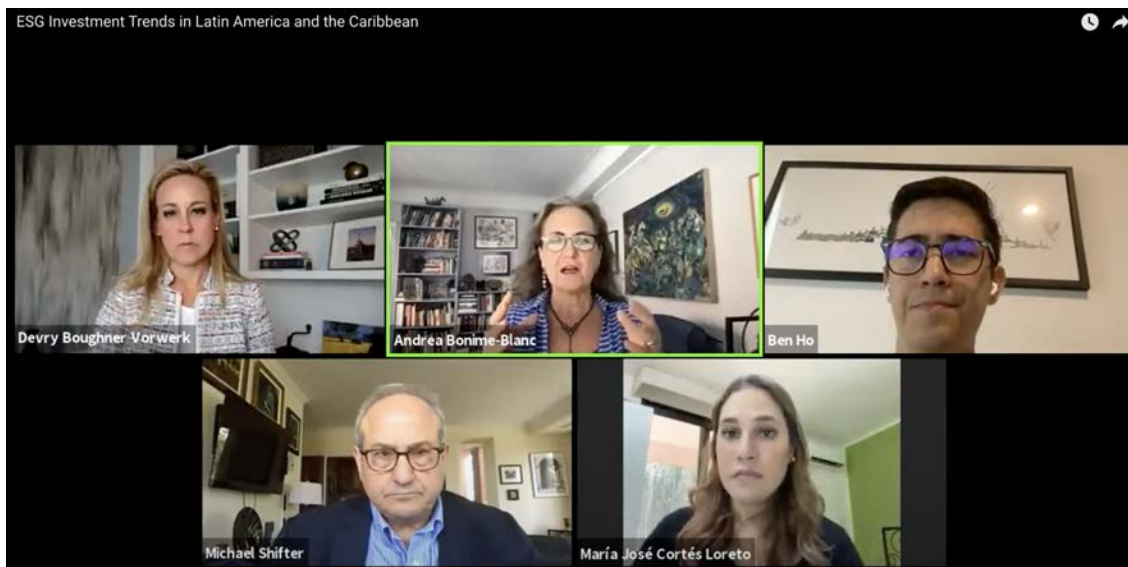 ESG Investment Trends in Latin America and the Caribbean
Devry Boughner Vorwerk
Andrea Bonime-Blanc
Ben Ho
Michael Shifter
María José Cortés Loreto